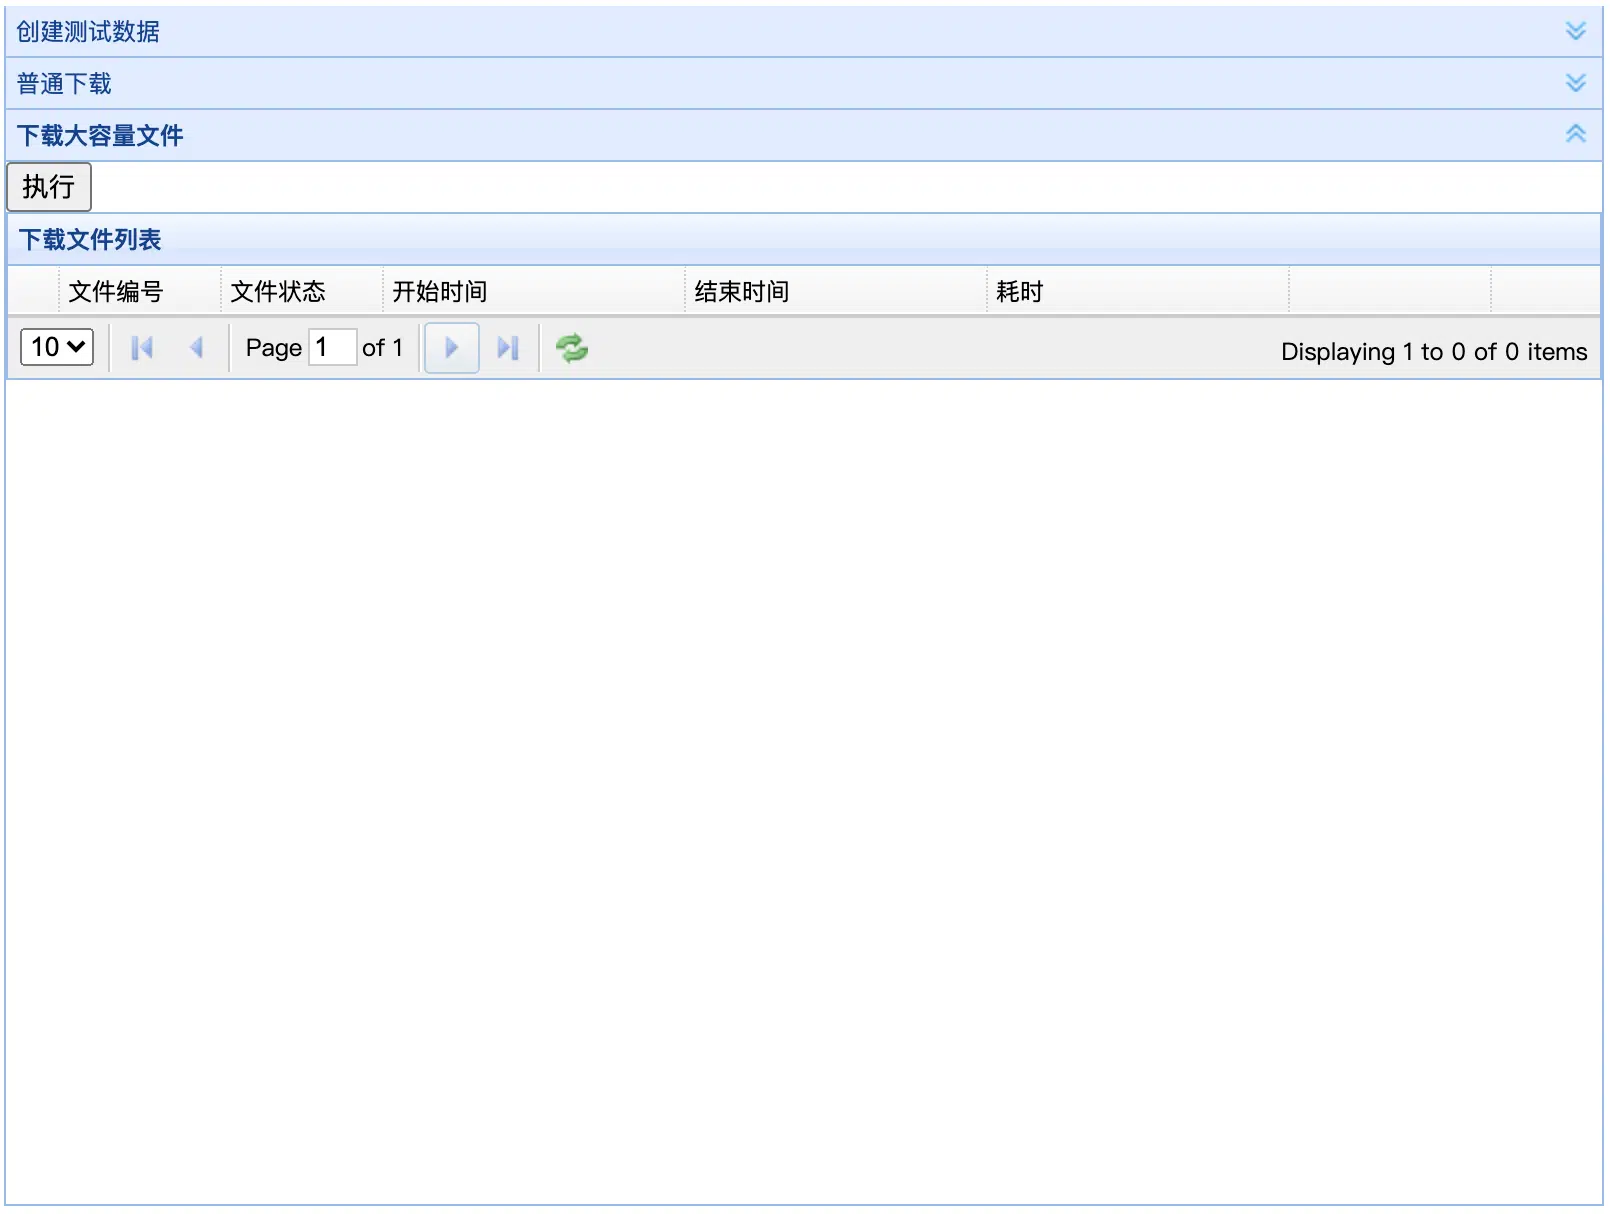 创建测试数据
普通下载
下载大容量文件
执行
下载文件列表
文件编号 文件状态 开始时间 结束时间 耗时
10 Page 1 of 1 Displaying 1 to 0 of 0 items